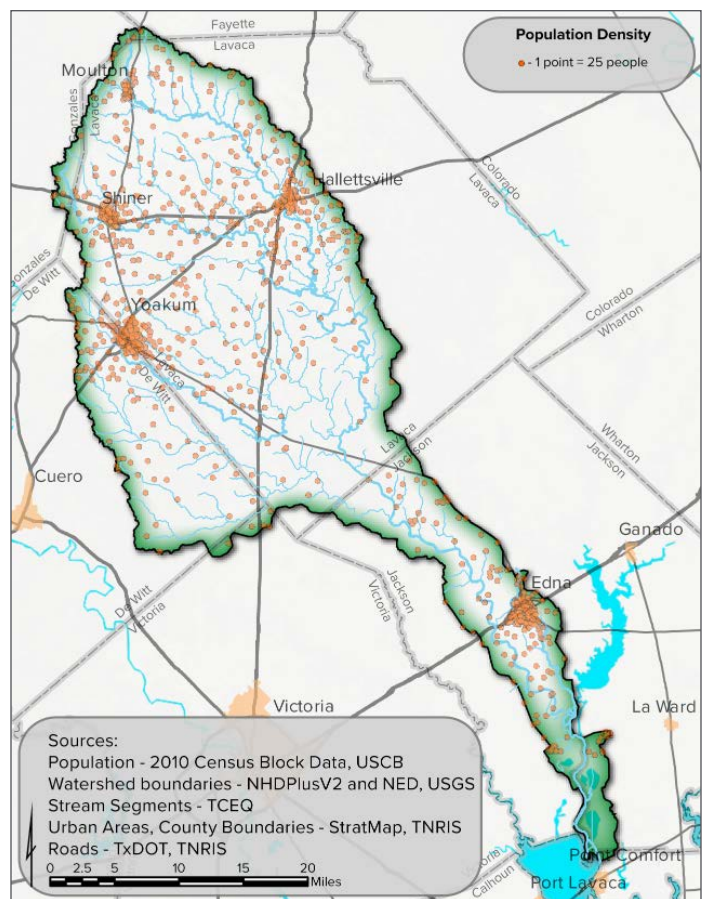 Population Density
- 1 point = 25 people
Fayette
Lavaca
Moulton
Gonzales
Lavaca
Hallettsville
Colorado
Lavaca
Shiner
Gonzales
De Witt
Yoakum
Colorado
Wharton
Lavaca
De Witt
Lavaca
Jackson
Wharton
Jackson
Cuero
Ganado
Edna
Jackson
Victoria
De Witt
Victoria
Victoria
La Ward
Sources:
Population - 2010 Census Block Data, USCB
Watershed boundaries - NHDPlusV2 and NED, USGS
Stream Segments - TCEQ
Urban Areas, County Boundaries - StratMap, TNRIS
Roads - TxDOT, TNRIS
0 2.5 5 10 15 20
Miles
Point Comfort
Victoria
Calhoun
Port Lavaca